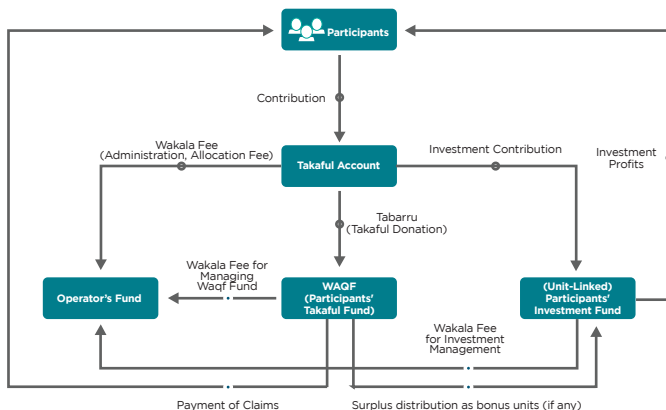 Participants
Contribution
Wakala Fee
(Administration, Allocation Fee)
Takaful Account
Investment Contribution
Investment
Profits
Tabarru
(Takaful Donation)
Wakala Fee for
Managing
Waqf Fund
Operator's Fund
WAQF
(Participants'
Takaful Fund)
(Unit-Linked)
Participants'
Investment Fund
Wakala Fee
for Investment
Management
Payment of Claims
Surplus distribution as bonus units (if any)